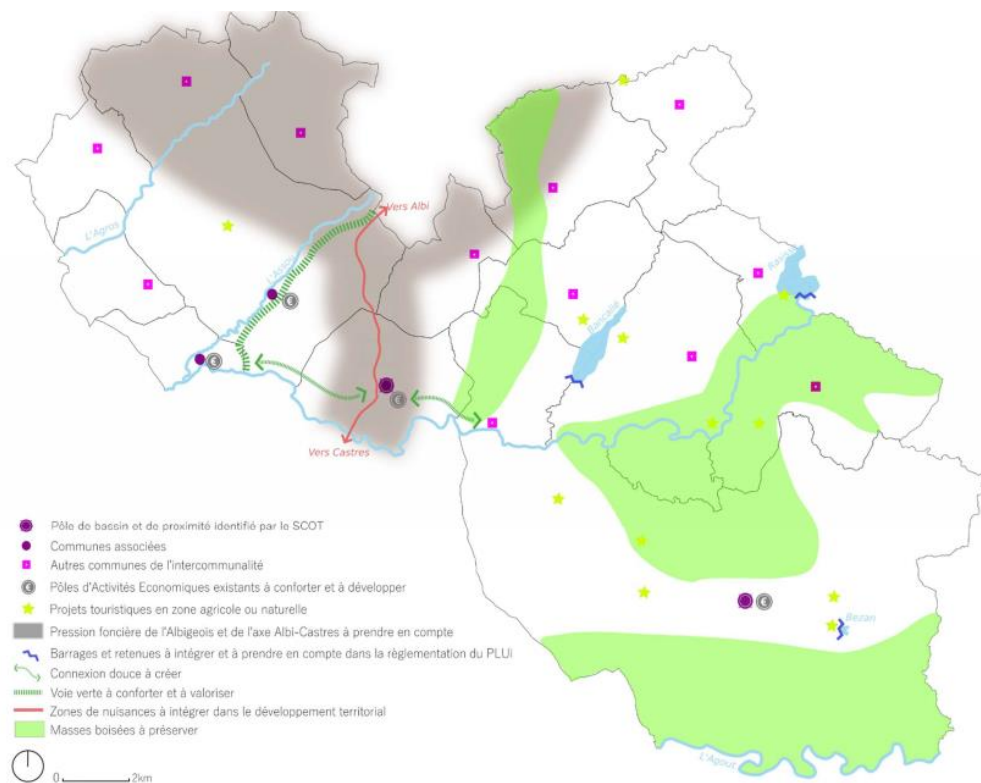 Vers Albi
L'Agros
L'Assou
Rassisse
Bancalié
Vers Castres
Bezan
L'Agout
Pôle de bassin et de proximité identifié par le SCOT
Communes associées
Autres communes de l'intercommunalité
€ Pôles d'Activités Economiques existants à conforter et à développer
Projets touristiques en zone agricole ou naturelle
Pression foncière de l'Albigeois et de l'axe Albi-Castres à prendre en compte
Barrages et retenues à intégrer et à prendre en compte dans la règlementation du PLUi
Connexion douce à créer
Voie verte à conforter et à valoriser
Zones de nuisances à intégrer dans le développement territorial
Masses boisées à préserver
0 2km